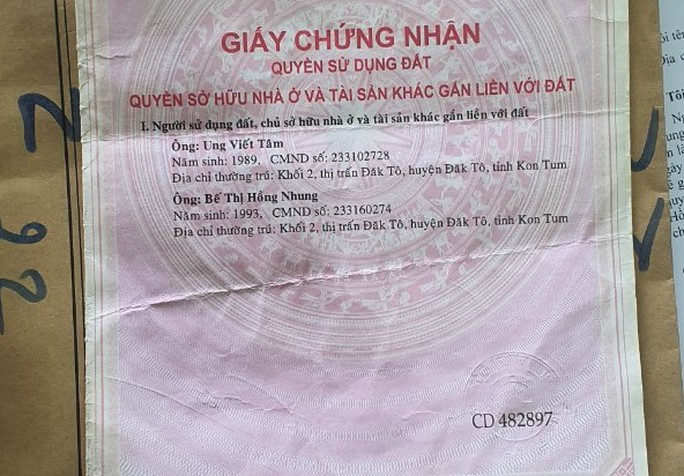 GIẤY CHỨNG NHẬN
QUYỀN SỬ DỤNG ĐẤT
QUYỀN SỞ HỮU NHÀ Ở VÀ TÀI SẢN KHÁC GẮN LIỀN VỚI ĐẤT
I. Người sử dụng đất, chủ sở hữu nhà ở và tài sản khác gắn liền với đất
Ông: Ung Viết Tâm
Năm sinh: 1989, CMND số: 233102728
Địa chỉ thường trú: Khối 2, thị trấn Đăk Tô, huyện Đăk Tô, tỉnh Kon Tum
Ông: Bế Thị Hồng Nhung
Năm sinh: 1993, CMND số: 233160274
Địa chỉ thường trú: Khối 2, thị trấn Đăk Tô, huyện Đăk Tô, tỉnh Kon Tum
CD 482897